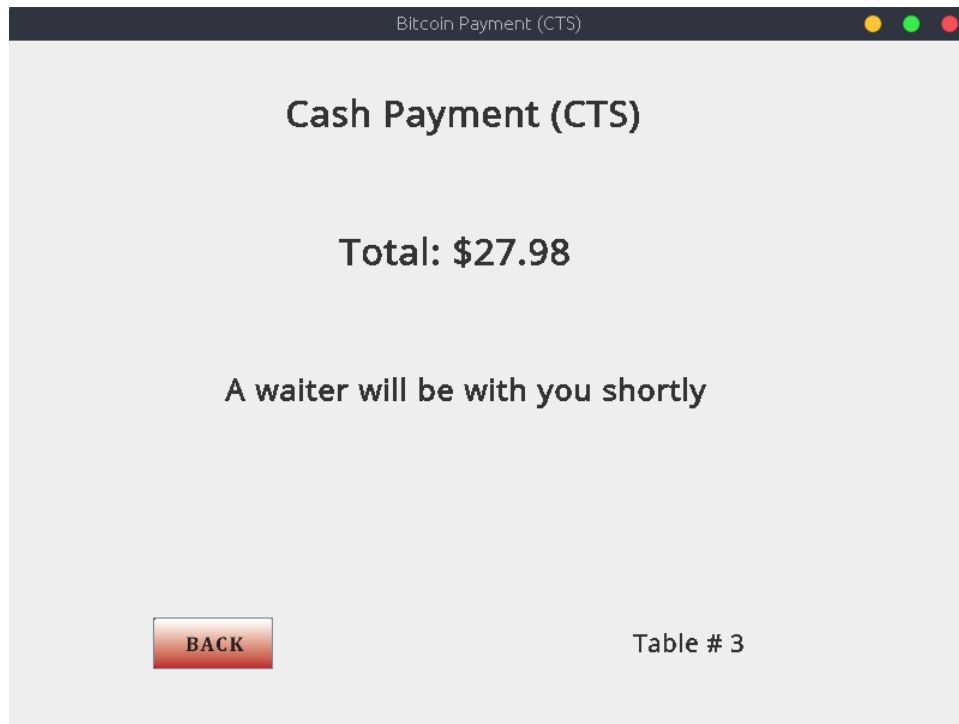 Bitcoin Payment (CTS)
Cash Payment (CTS)
Total: $27.98
A waiter will be with you shortly
BACK
Table # 3